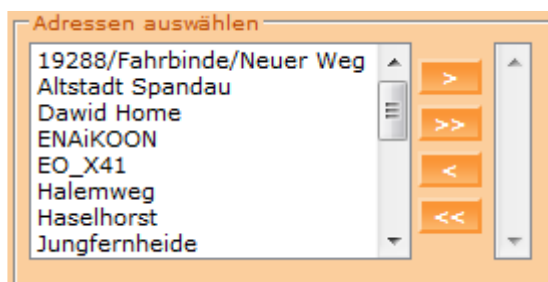 Adressen auswählen
19288/Fahrbinde/Neuer Weg
Altstadt Spandau
Dawid Home
ENAiKOON
EO_X41
Halemweg
Haselhorst
Jungfernheide
>
>>
<
<<